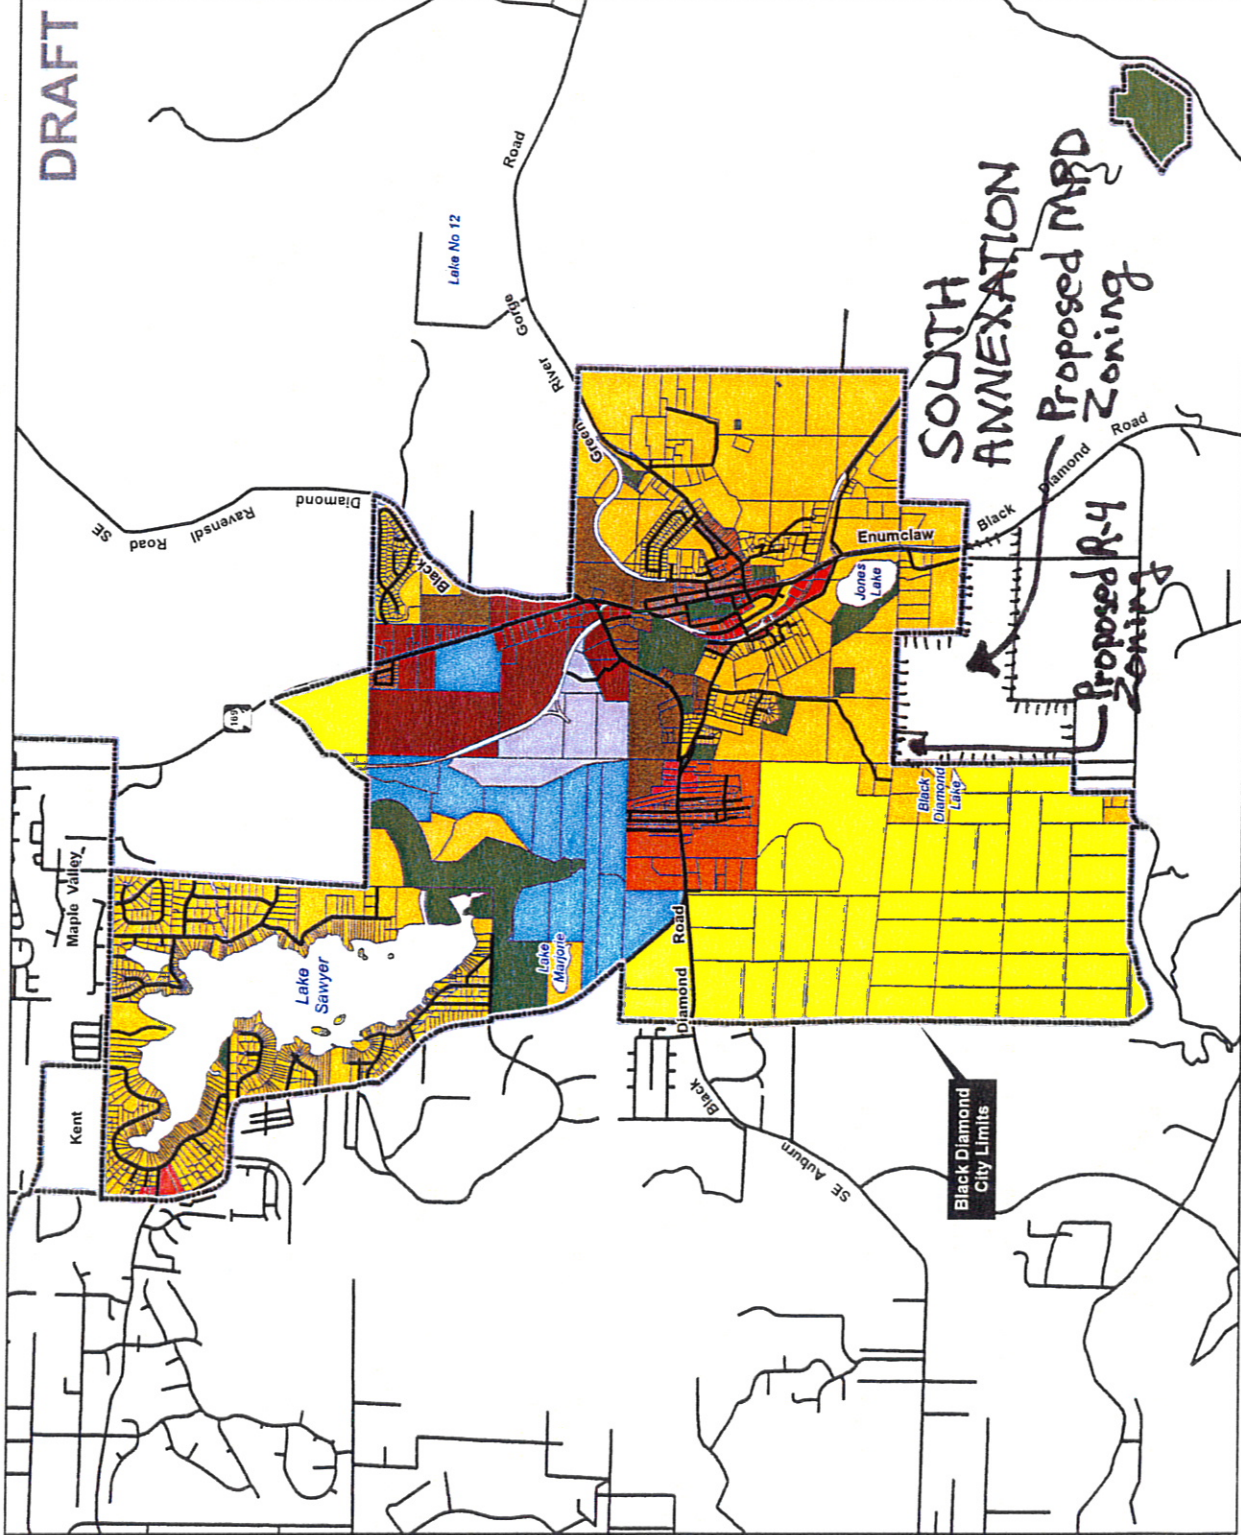 DRAFT
Road
Lake No 12
Gorge
River
Green
SE
Road
Ravensdl
Diamond
Black
169
Maple Valley
Kent
Lake
Sawyer
Lake
Marjorie
Enumclaw
Jones
Lake
Black
Diamond
Road
SOUTH
ANNEXATION
Proposed MPD
Zoning
Proposed R-4
Zoning
Black
Diamond
Lake
Road
Diamond
Black
SE Auburn
Black Diamond
City Limits